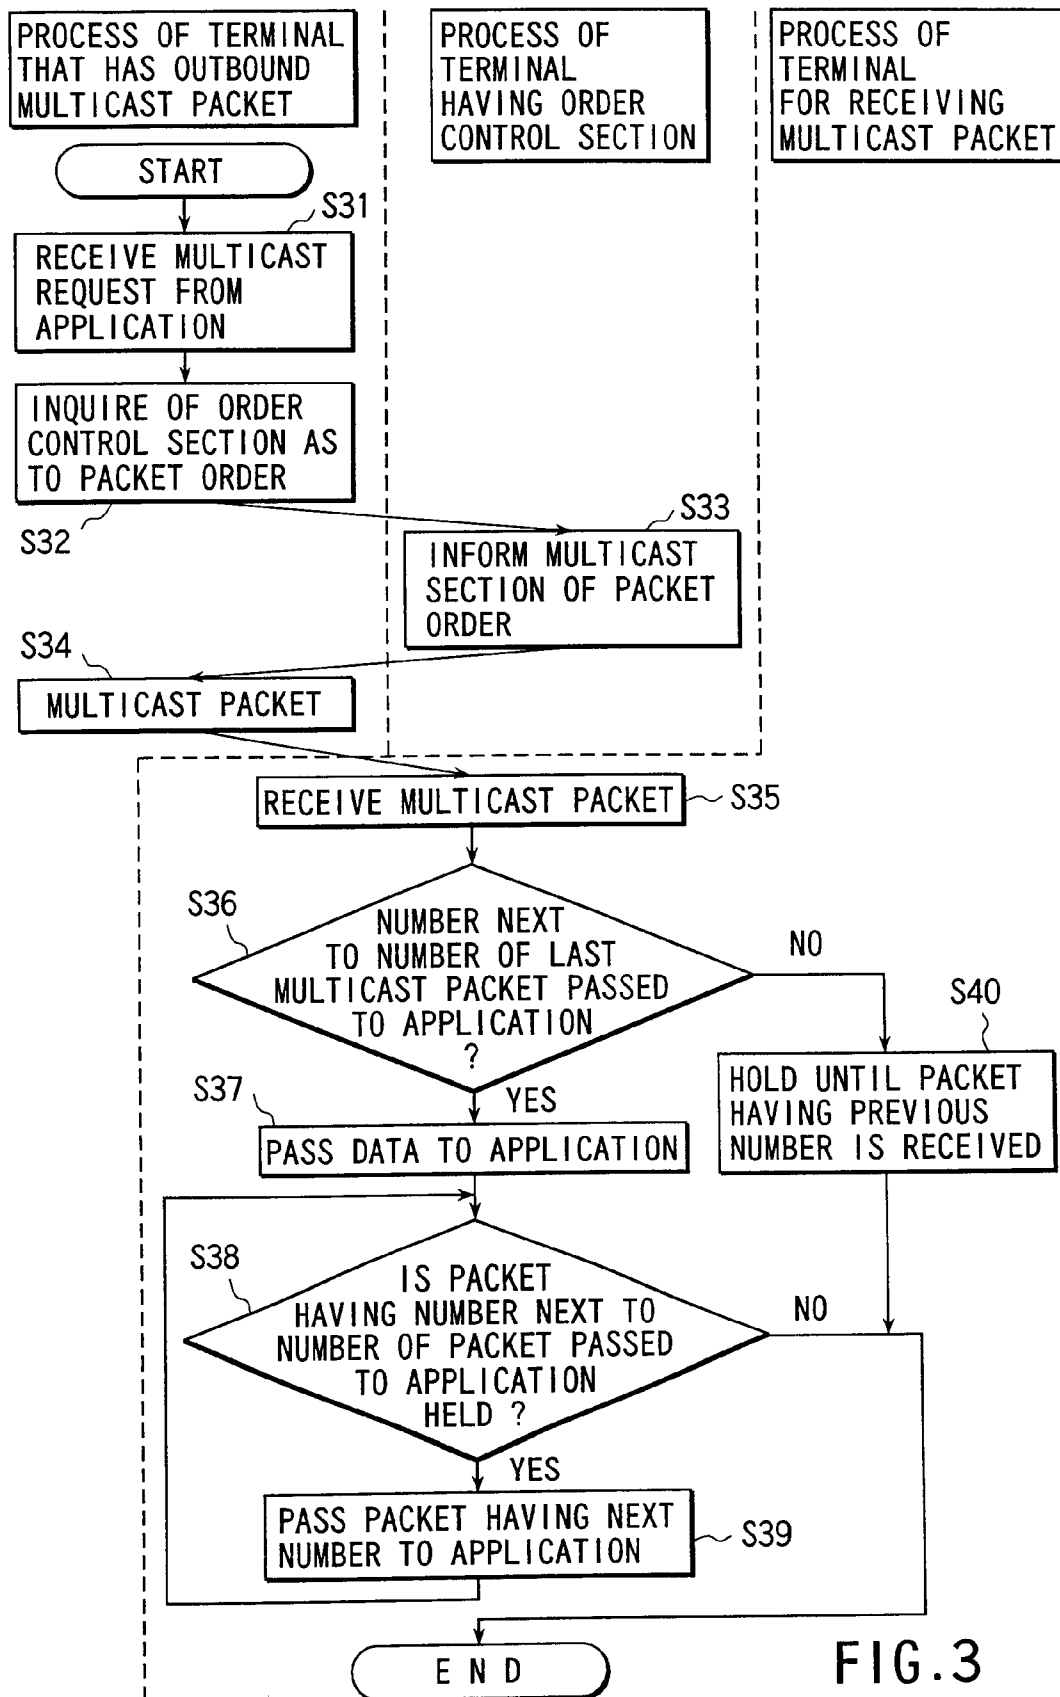 PROCESS OF TERMINAL
THAT HAS OUTBOUND
MULTICAST PACKET
PROCESS OF
TERMINAL
HAVING ORDER
CONTROL SECTION
PROCESS OF
TERMINAL
FOR RECEIVING
MULTICAST PACKET
START
S31
RECEIVE MULTICAST
REQUEST FROM
APPLICATION
INQUIRE OF ORDER
CONTROL SECTION AS
TO PACKET ORDER
S32
S33
INFORM MULTICAST
SECTION OF PACKET
ORDER
S34
MULTICAST PACKET
RECEIVE MULTICAST PACKET
S35
S36
NUMBER NEXT
TO NUMBER OF LAST
MULTICAST PACKET PASSED
TO APPLICATION
?
NO
YES
S40
HOLD UNTIL PACKET
HAVING PREVIOUS
NUMBER IS RECEIVED
S37
PASS DATA TO APPLICATION
S38
IS PACKET
HAVING NUMBER NEXT TO
NUMBER OF PACKET PASSED
TO APPLICATION
HELD ?
NO
YES
PASS PACKET HAVING NEXT
NUMBER TO APPLICATION
S39
END
FIG.3